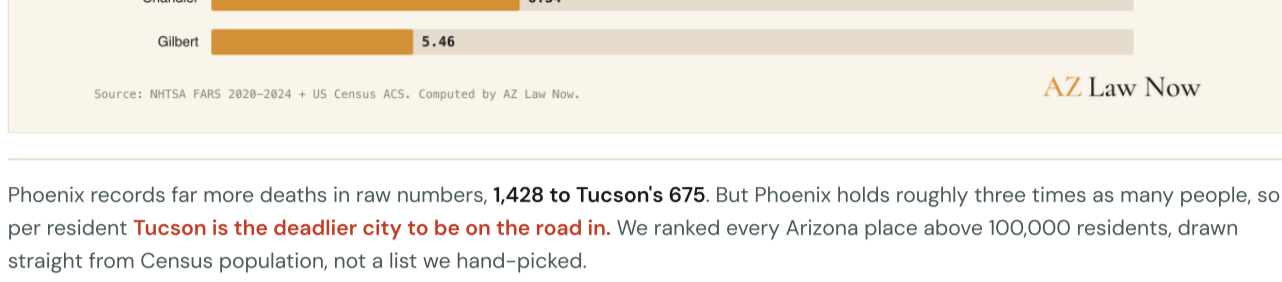 Gilbert 5.46
Source: NHTSA FARS 2020–2024 + US Census ACS. Computed by AZ Law Now.
AZ Law Now
Phoenix records far more deaths in raw numbers, 1,428 to Tucson's 675. But Phoenix holds roughly three times as many people, so
per resident Tucson is the deadlier city to be on the road in. We ranked every Arizona place above 100,000 residents, drawn
straight from Census population, not a list we hand-picked.